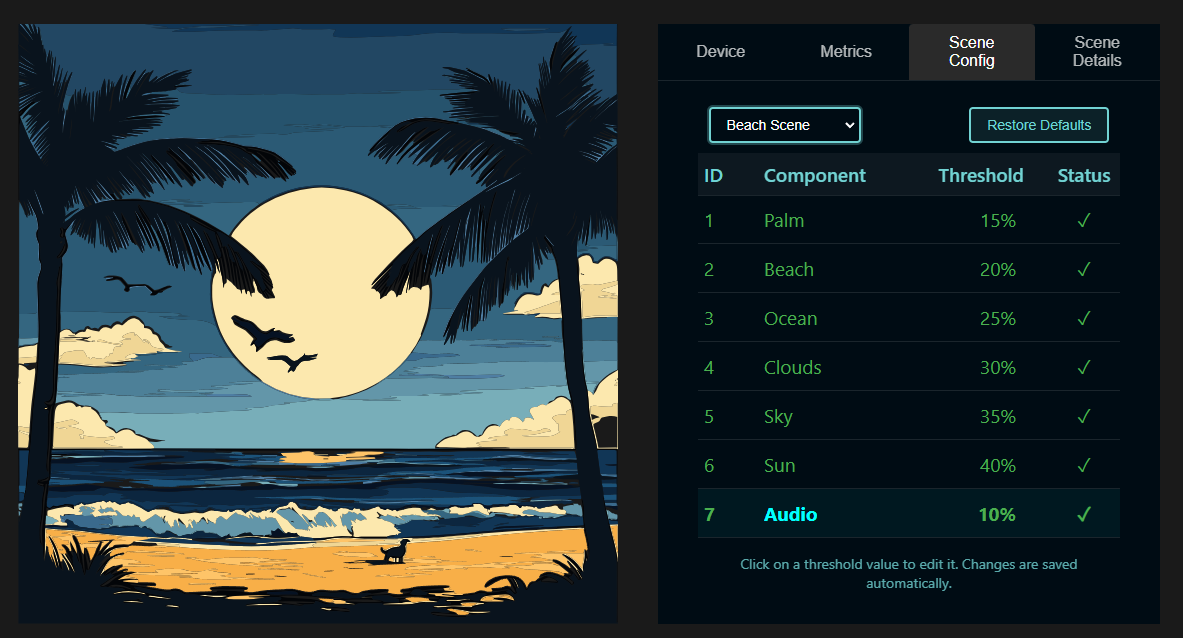 Device
Metrics
Scene
Config
Scene
Details
Beach Scene
Restore Defaults
ID Component Threshold Status
1 Palm 15% ✓
2 Beach 20% ✓
3 Ocean 25% ✓
4 Clouds 30% ✓
5 Sky 35% ✓
6 Sun 40% ✓
7 Audio 10% ✓
Click on a threshold value to edit it. Changes are saved
automatically.